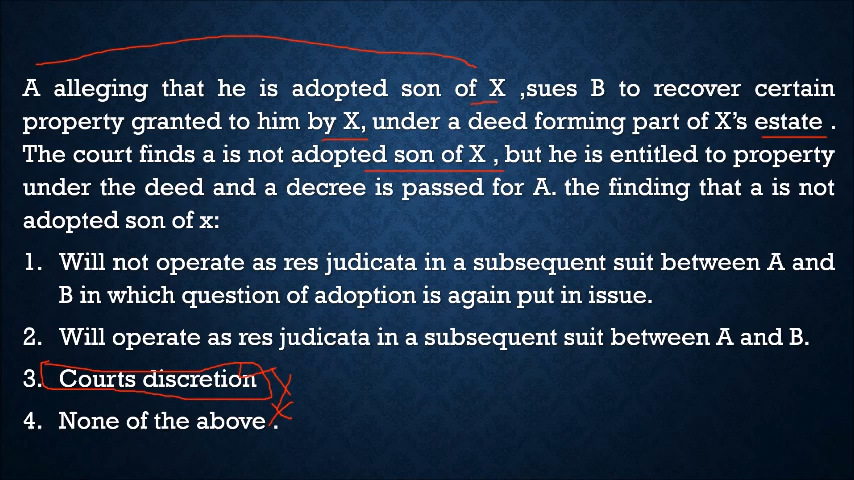 A alleging that he is adopted son of X ,sues B to recover certain
property granted to him by X, under a deed forming part of X's estate .
The court finds a is not adopted son of X , but he is entitled to property
under the deed and a decree is passed for A. the finding that a is not
adopted son of x:
1. Will not operate as res judicata in a subsequent suit between A and
B in which question of adoption is again put in issue.
2. Will operate as res judicata in a subsequent suit between A and B.
3. Courts discretion
4. None of the above .